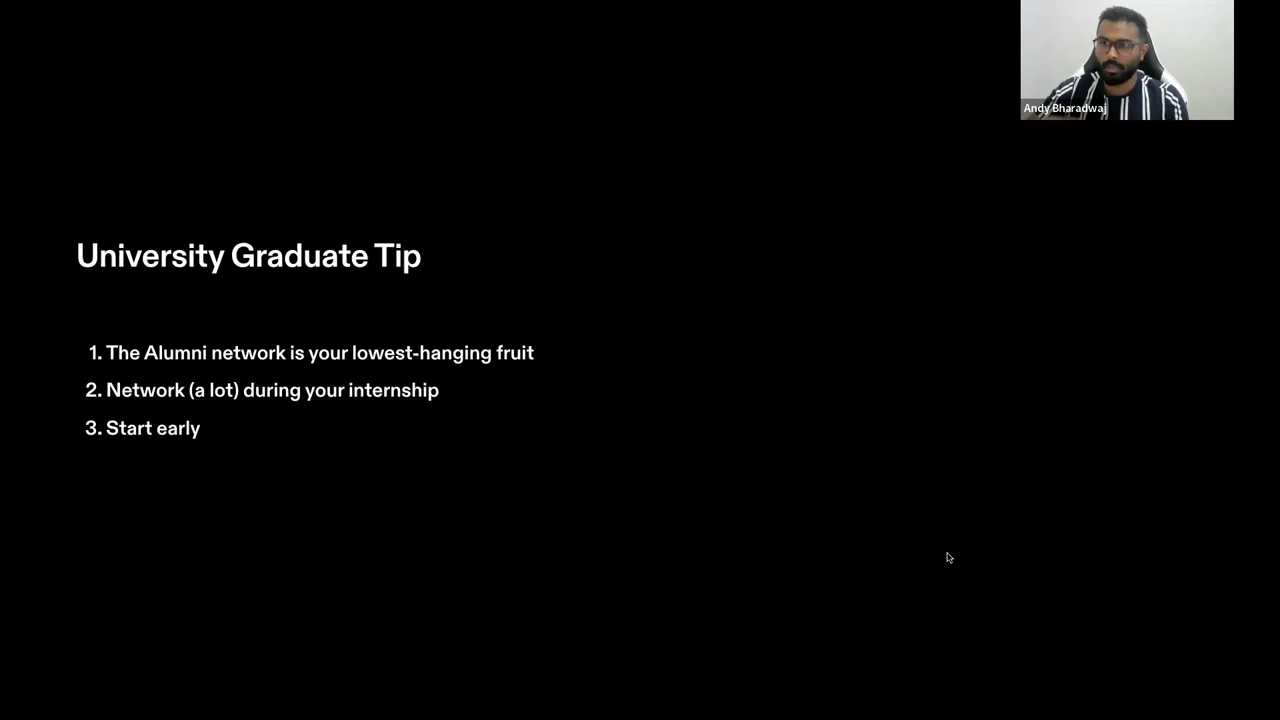 Andy Bharadwaj
University Graduate Tip
1. The Alumni network is your lowest-hanging fruit
2. Network (a lot) during your internship
3. Start early